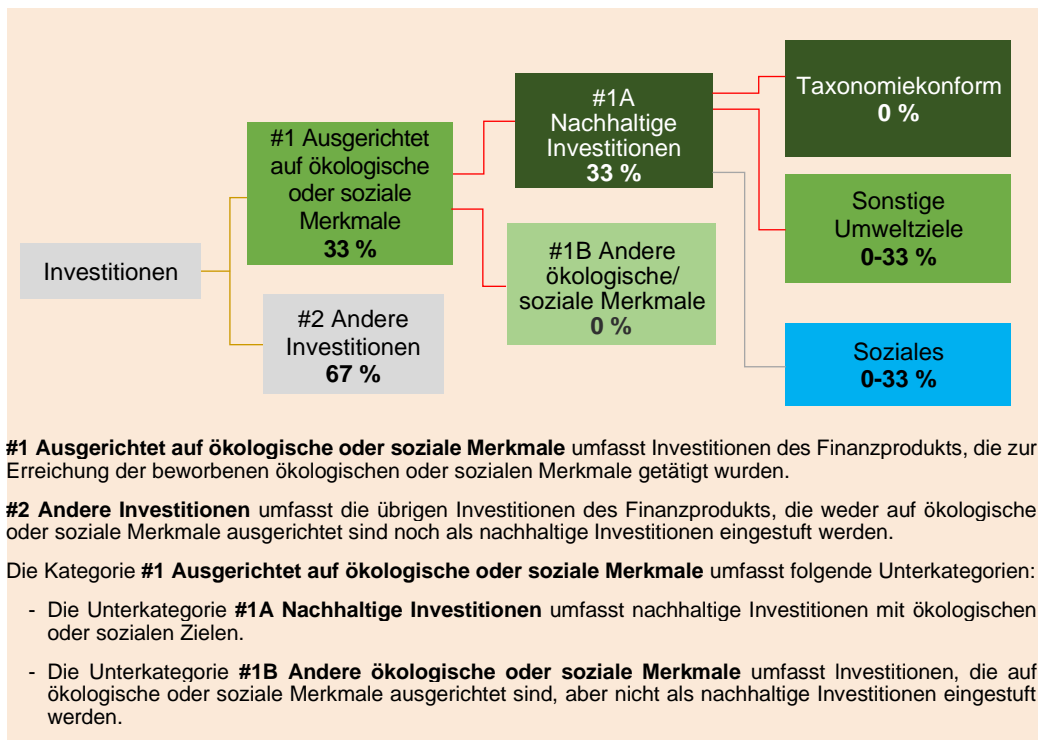 Investitionen
#1 Ausgerichtet
auf ökologische
oder soziale
Merkmale
33 %
#2 Andere
Investitionen
67 %
#1A
Nachhaltige
Investitionen
33 %
#1B Andere
ökologische/
soziale Merkmale
0 %
Taxonomiekonform
0 %
Sonstige
Umweltziele
0-33 %
Soziales
0-33 %
#1 Ausgerichtet auf ökologische oder soziale Merkmale umfasst Investitionen des Finanzprodukts, die zur
Erreichung der beworbenen ökologischen oder sozialen Merkmale getätigt wurden.
#2 Andere Investitionen umfasst die übrigen Investitionen des Finanzprodukts, die weder auf ökologische
oder soziale Merkmale ausgerichtet sind noch als nachhaltige Investitionen eingestuft werden.
Die Kategorie #1 Ausgerichtet auf ökologische oder soziale Merkmale umfasst folgende Unterkategorien:
- Die Unterkategorie #1A Nachhaltige Investitionen umfasst nachhaltige Investitionen mit ökologischen
oder sozialen Zielen.
- Die Unterkategorie #1B Andere ökologische oder soziale Merkmale umfasst Investitionen, die auf
ökologische oder soziale Merkmale ausgerichtet sind, aber nicht als nachhaltige Investitionen eingestuft
werden.